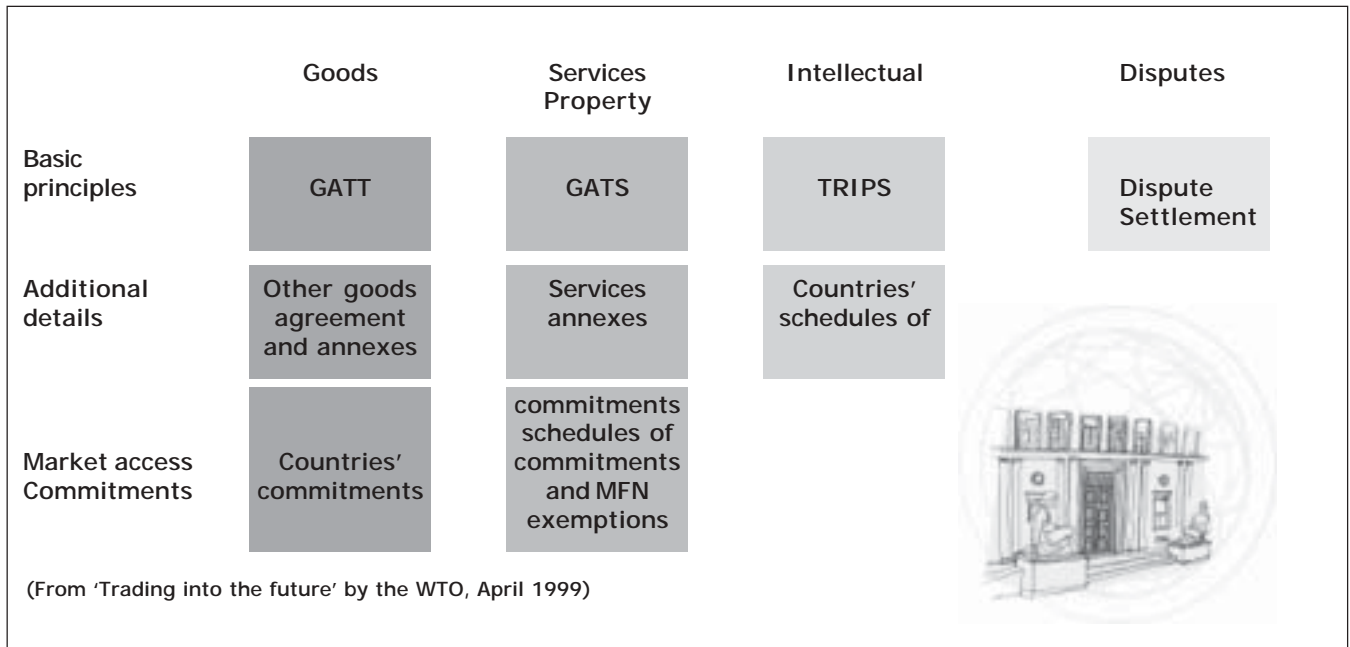 Goods
Services
Property
Intellectual
Disputes
Basic
principles
GATT
GATS
TRIPS
Dispute
Settlement
Additional
details
Other goods
agreement
and annexes
Services
annexes
Countries’
schedules of
Market access
Commitments
Countries’
commitments
commitments
schedules of
commitments
and MFN
exemptions
(From ‘Trading into the future’ by the WTO, April 1999)